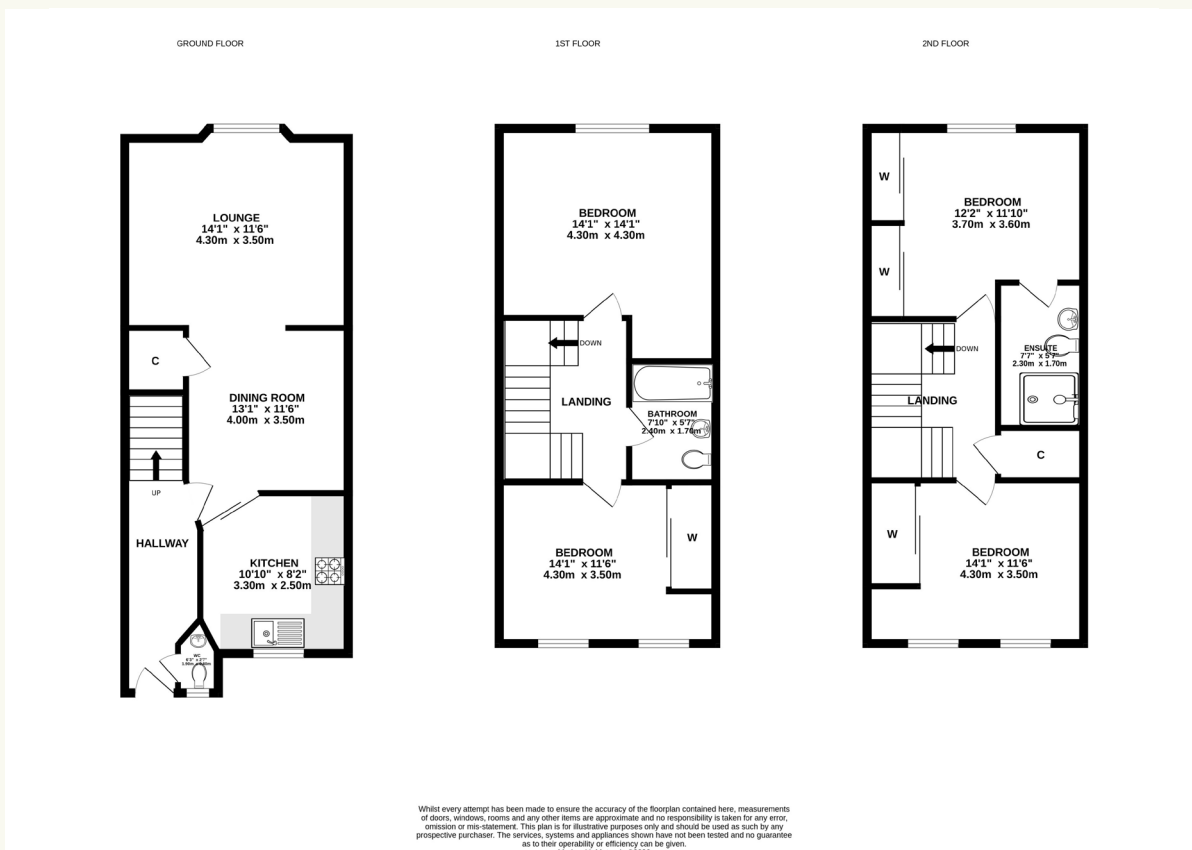 GROUND FLOOR
1ST FLOOR
2ND FLOOR
LOUNGE
14'1" x 11'6"
4.30m x 3.50m
C
DINING ROOM
13'1" x 11'6"
4.00m x 3.50m
UP
HALLWAY
KITCHEN
10'10" x 8'2"
3.30m x 2.50m
WC
BEDROOM
14'1" x 14'1"
4.30m x 4.30m
DOWN
LANDING
BATHROOM
7'10" x 5'7"
2.40m x 1.70m
BEDROOM
14'1" x 11'6"
4.30m x 3.50m
W
W
W
BEDROOM
12'2" x 11'10"
3.70m x 3.60m
DOWN
LANDING
ENSUITE
7'7" x 5'7"
2.30m x 1.70m
C
W
BEDROOM
14'1" x 11'6"
4.30m x 3.50m
Whilst every attempt has been made to ensure the accuracy of the floorplan contained here, measurements
of doors, windows, rooms and any other items are approximate and no responsibility is taken for any error,
omission or mis-statement. This plan is for illustrative purposes only and should be used as such by any
prospective purchaser. The services, systems and appliances shown have not been tested and no guarantee
as to their operability or efficiency can be given.